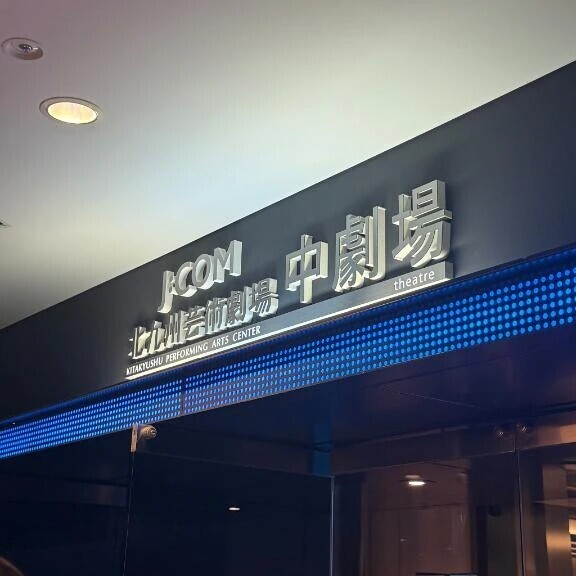 J:COM
北九州芸術劇場 中劇場
KITAKYUSHU PERFORMING ARTS CENTER theatre